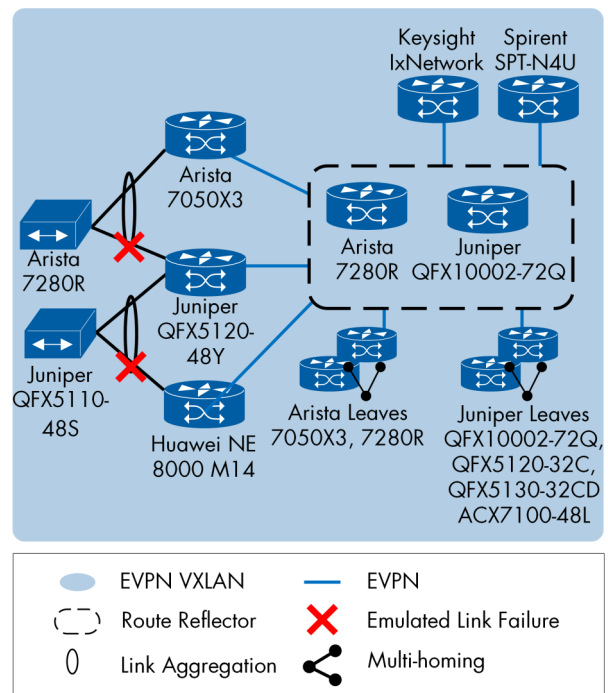 Keysight
IxNetwork
Spirent
SPT-N4U
Arista
7050X3
Arista
7280R
Juniper
QFX10002-72Q
Arista
7280R
Juniper
QFX5120-
48Y
Juniper
QFX5110-
48S
Huawei NE
8000 M14
Arista Leaves
7050X3, 7280R
Juniper Leaves
QFX10002-72Q,
QFX5120-32C,
QFX5130-32CD
ACX7100-48L
EVPN VXLAN
EVPN
Route Reflector
Emulated Link Failure
Link Aggregation
Multi-homing